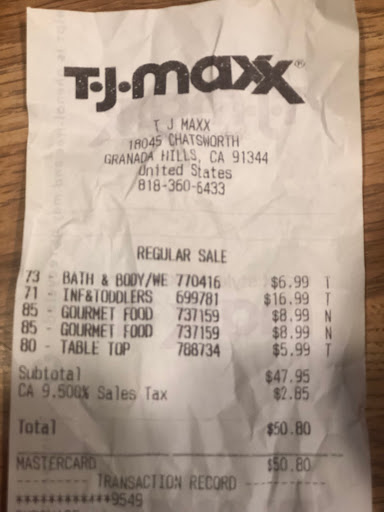 T·J·maxx®
T J MAXX
18045 CHATSWORTH
GRANADA HILLS, CA 91344
United States
818-360-6433
REGULAR SALE
73 - BATH & BODY/WE 770416 $6.99 T
71 - INF&TODDLERS 699781 $16.99 T
85 - GOURMET FOOD 737159 $8.99 N
85 - GOURMET FOOD 737159 $8.99 N
80 - TABLE TOP 788734 $5.99 T
Subtotal $47.95
CA 9.500% Sales Tax $2.85
Total $50.80
MASTERCARD $50.80
---------- TRANSACTION RECORD ----------
************9549